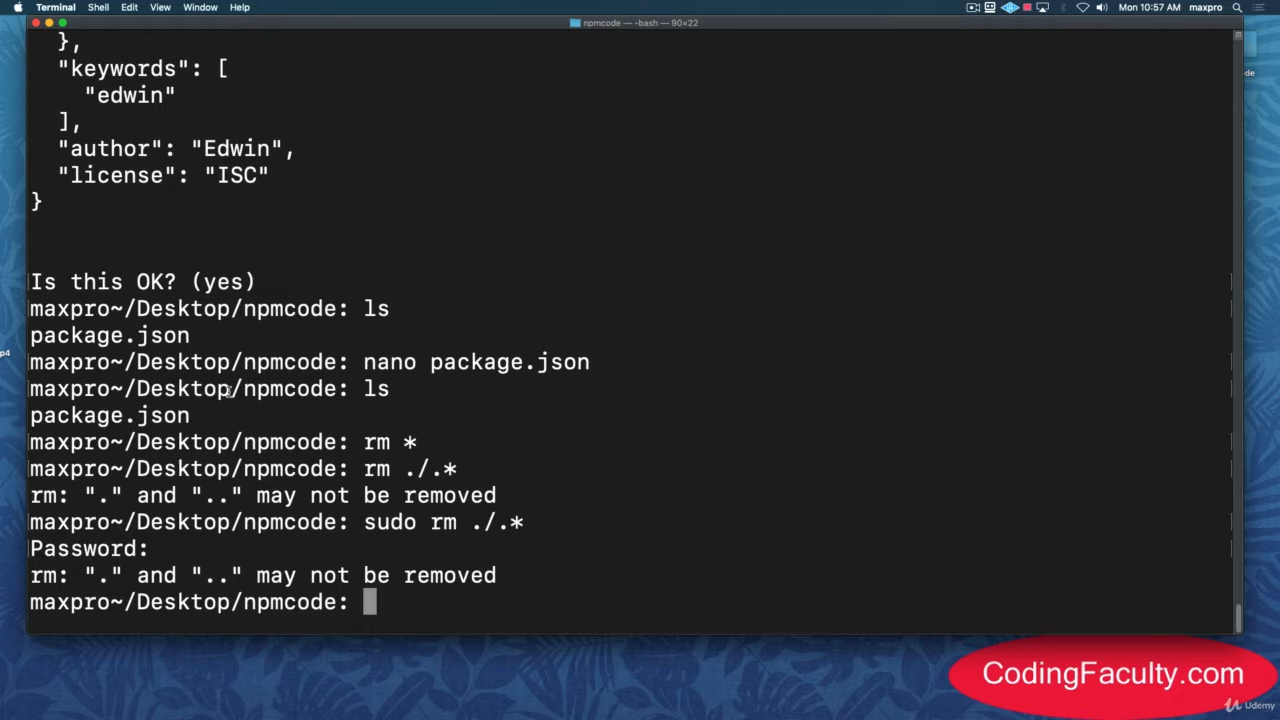 Terminal Shell Edit View Window Help Mon 10:57 AM maxpro
npmcode — -bash — 90×22
},
"keywords": [
"edwin"
],
"author": "Edwin",
"license": "ISC"
}
Is this OK? (yes)
maxpro~/Desktop/npmcode: ls
package.json
maxpro~/Desktop/npmcode: nano package.json
maxpro~/Desktop/npmcode: ls
package.json
maxpro~/Desktop/npmcode: rm *
maxpro~/Desktop/npmcode: rm ./.*
rm: "." and ".." may not be removed
maxpro~/Desktop/npmcode: sudo rm ./.*
Password:
rm: "." and ".." may not be removed
maxpro~/Desktop/npmcode:
de
p4
CodingFaculty.com
Udemy